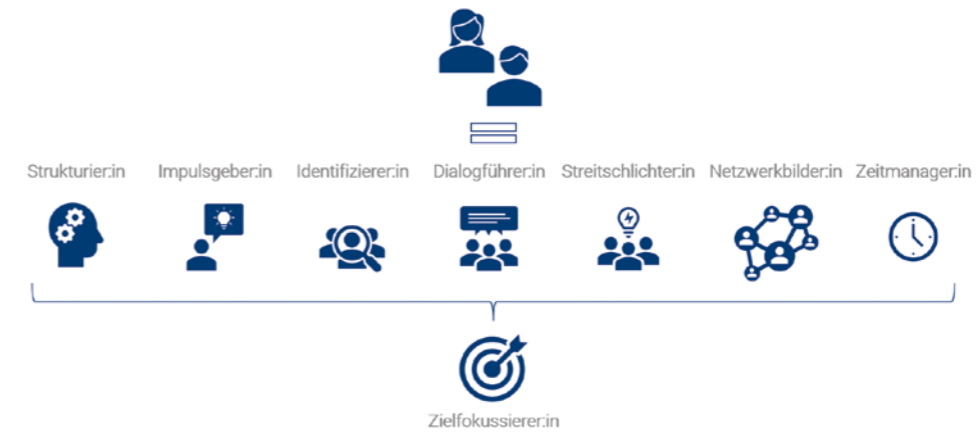 Strukturier:in Impulsgeber:in Identifizierer:in Dialogführer:in Streitschlichter:in Netzwerkbilder:in Zeitmanager:in
Zielfokussierer:in